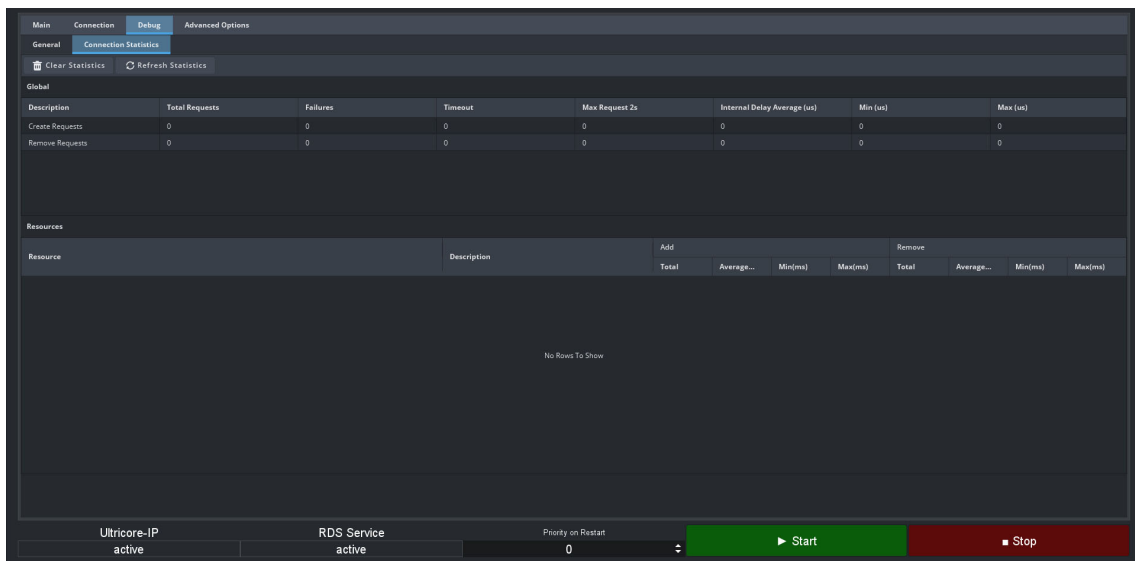 Main Connection Debug Advanced Options
General Connection Statistics
Clear Statistics Refresh Statistics
Global
Description Total Requests Failures Timeout Max Request 2s Internal Delay Average (us) Min (us) Max (us)
Create Requests 0 0 0 0 0 0 0
Remove Requests 0 0 0 0 0 0 0
Resources
Resource Description Add Remove
Total Average... Min(ms) Max(ms) Total Average... Min(ms) Max(ms)
No Rows To Show
Ultricore-IP RDS Service Priority on Restart
active active 0 Start Stop